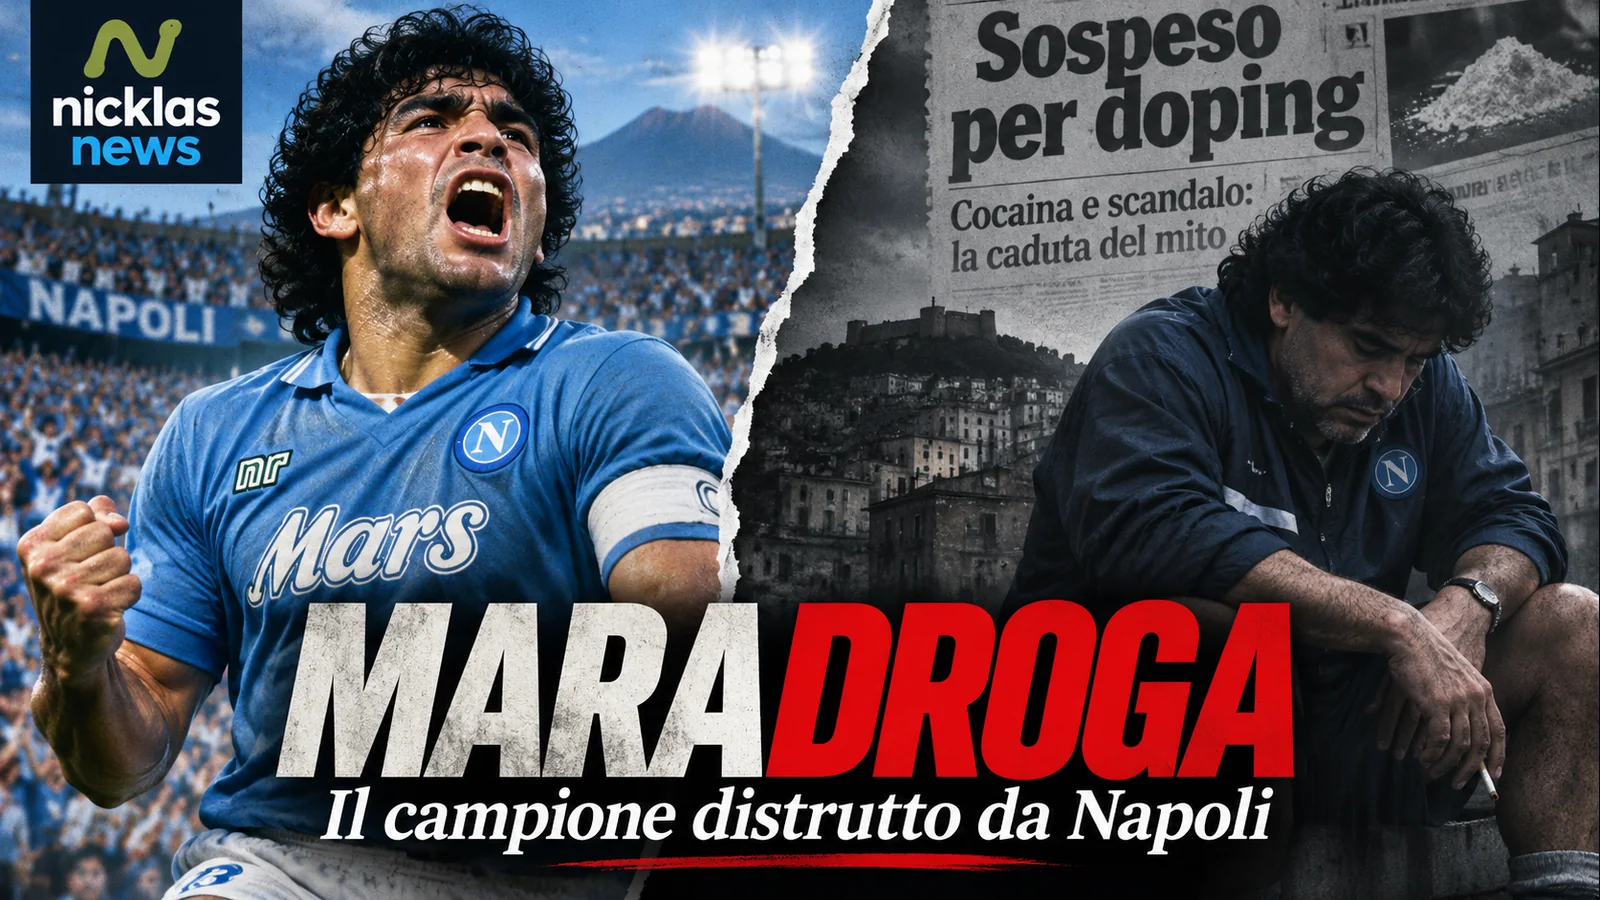 nicklas
news
NAPOLI
Sospeso
per doping
Cocaina e scandalo:
la caduta del mito
nr
N
Mars
N
MARADROGA
Il campione distrutto da Napoli